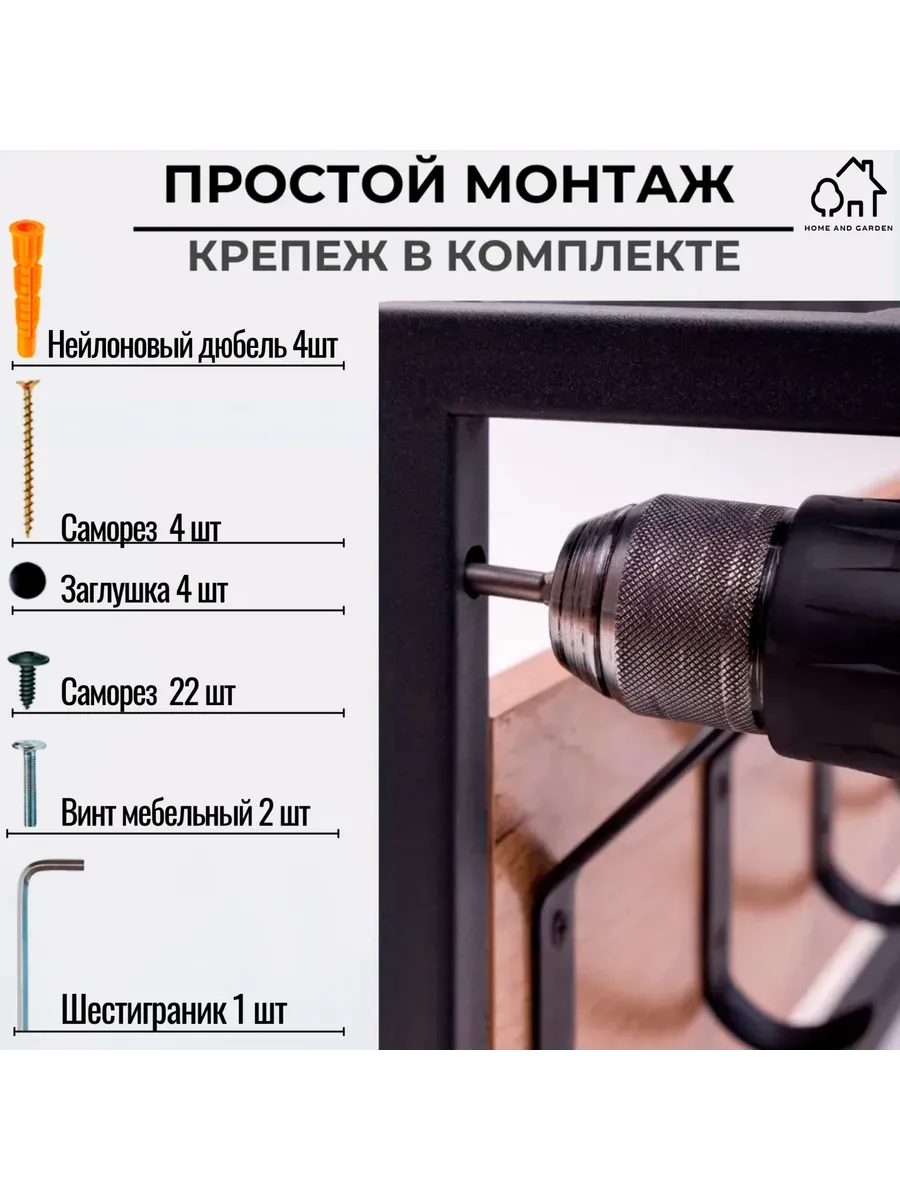 ПРОСТОЙ МОНТАЖ
HOME AND GARDEN
КРЕПЕЖ В КОМПЛЕКТЕ
Нейлоновый дюбель 4шт
Саморез 4 шт
Заглушка 4 шт
Саморез 22 шт
Винт мебельный 2 шт
Шестиграник 1 шт